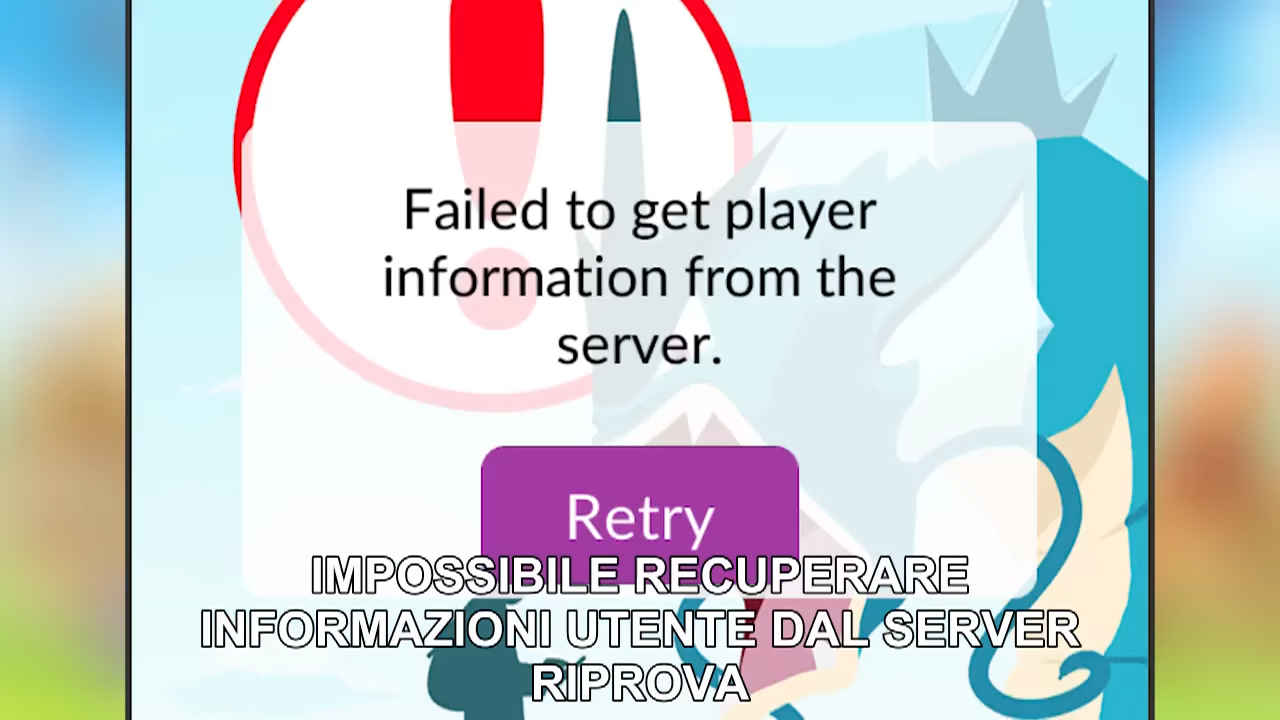 Failed to get player
information from the
server.
Retry
IMPOSSIBILE RECUPERARE
INFORMAZIONI UTENTE DAL SERVER
RIPROVA